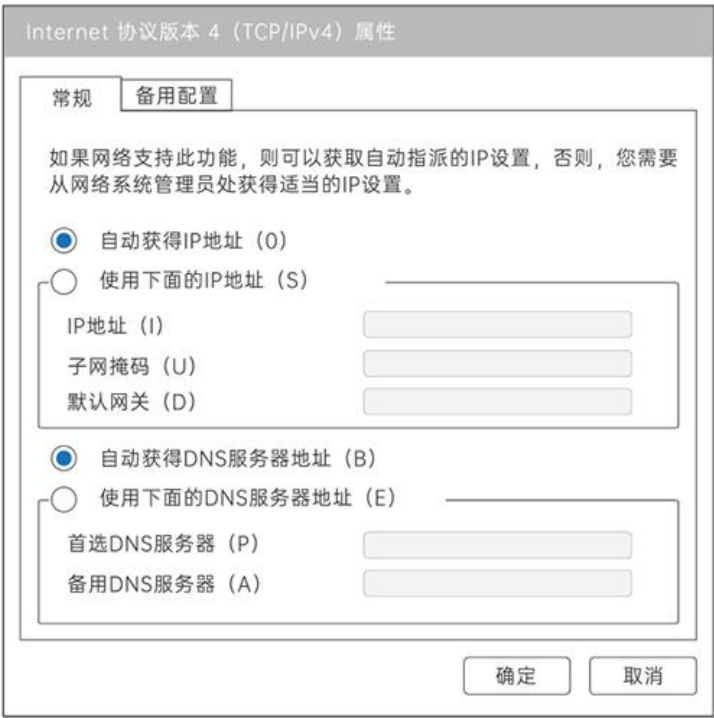 Internet 协议版本 4（TCP/IPv4）属性
常规
备用配置
如果网络支持此功能，则可以获取自动指派的IP设置，否则，您需要
从网络系统管理员处获得适当的IP设置。
自动获得IP地址（0）
使用下面的IP地址（S）
IP地址（I）
子网掩码（U）
默认网关（D）
自动获得DNS服务器地址（B）
使用下面的DNS服务器地址（E）
首选DNS服务器（P）
备用DNS服务器（A）
确定
取消